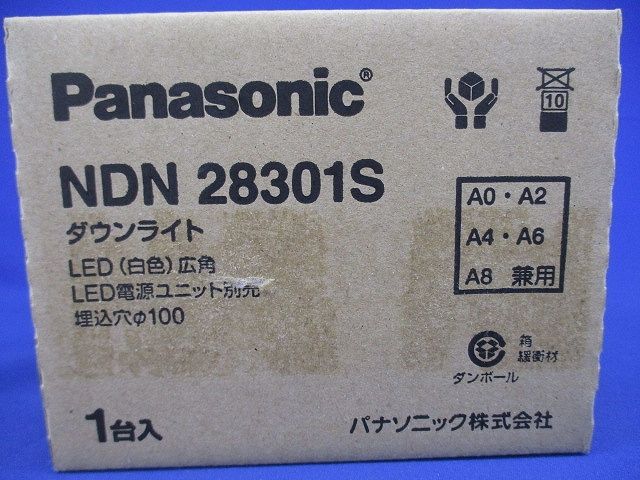 Panasonic®
10
NDN 28301S
ダウンライト
LED（白色）広角
LED電源ユニット別売
埋込穴φ100
A0・A2
A4・A6
A8 兼用
箱
緩衝材
ダンボール
1台入
パナソニック株式会社